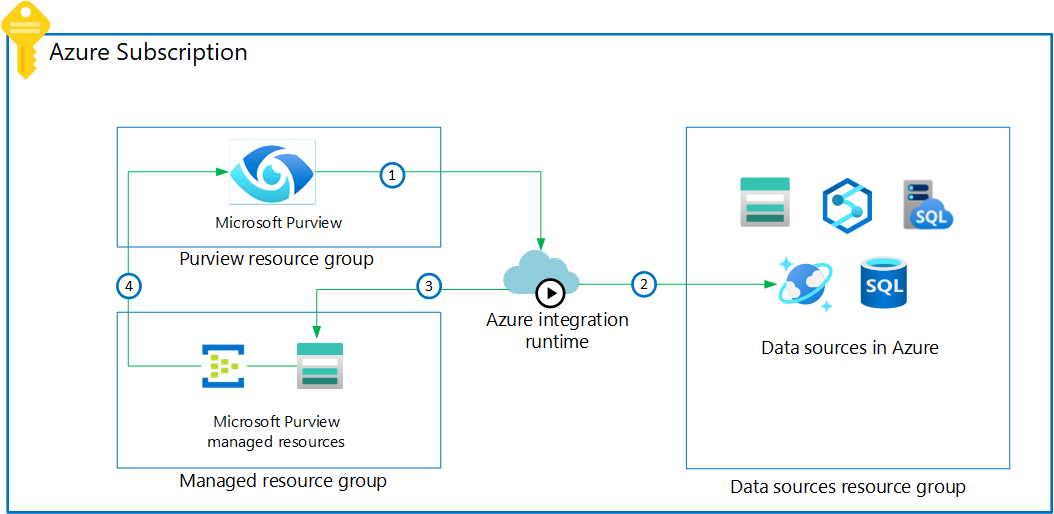 Azure Subscription
1
Microsoft Purview
Purview resource group
4
3
2
Azure integration
runtime
SQL
SQL
Data sources in Azure
Microsoft Purview
managed resources
Managed resource group
Data sources resource group